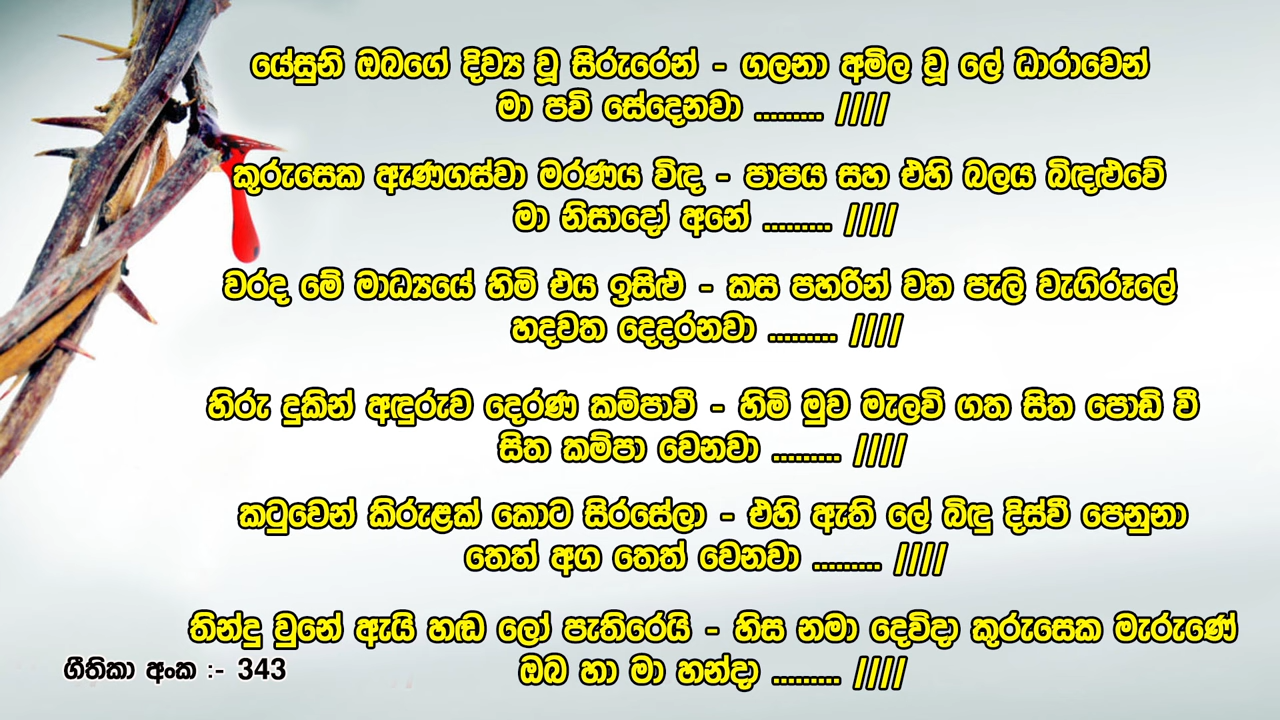 යේසුනි ඔබගේ දිව්‍ය වූ සිරුරෙන් - ගලනා අමිල වූ ලේ ධාරාවෙන්
මා පවි සේදෙනවා ......... ////
කුරුසෙක ඇණගස්වා මරණය විඳ - පාපය සහ එහි බලය බිඳළුවේ
මා නිසාදෝ අනේ ......... ////
වරද මේ මාධ්‍යයේ හිමි එය ඉසිළු - කස පහරින් වත පැලි වැගිරූලේ
හදවත දෙදරනවා ......... ////
හිරු දුකින් අඳුරුව දෙරණ කම්පාවී - හිමි මුව මැලවි ගත සිත පොඩි වී
සිත කම්පා වෙනවා ......... ////
කටුවෙන් කිරුළක් කොට සිරසේලා - එහි ඇති ලේ බිඳු දිස්වී පෙනුනා
තෙත් අග තෙත් වෙනවා ......... ////
තින්දු වුනේ ඇයි හඬ ලෝ පැතිරෙයි - හිස නමා දෙවිදා කුරුසෙක මැරුණේ
ඔබ හා මා හන්දා ......... ////
ගීතිකා අංක :- 343